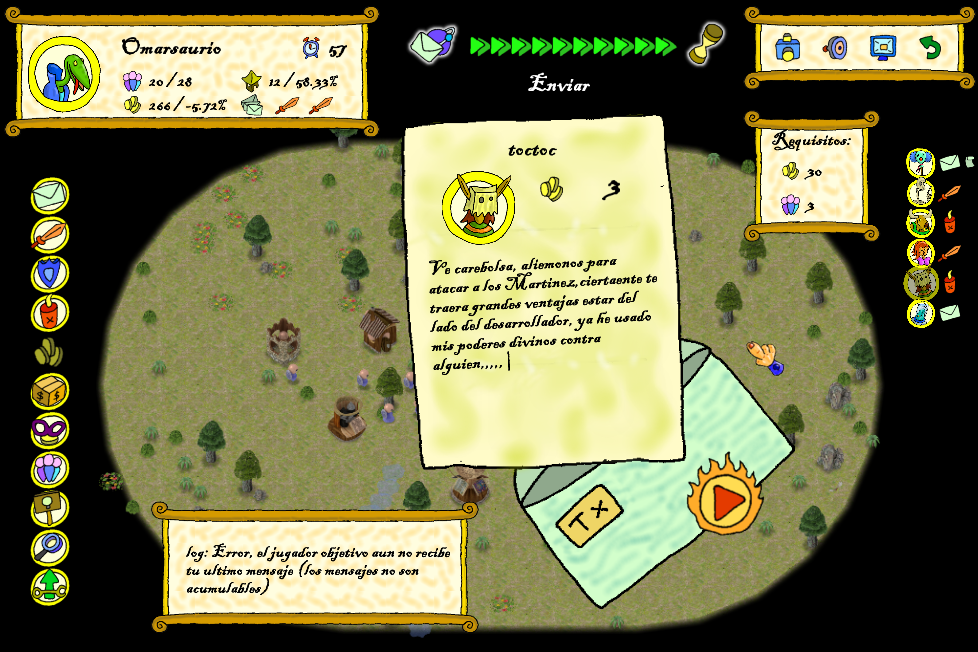 Omarsaurio
57
20/28
12/58.33%
266/-5.72%
Enviar
Requisitos:
30
3
toctoc
3
Ve carebolsa, aliemonos para
atacar a los Martinez,ciertaente te
traera grandes ventajas estar del
lado del desarrollador, ya he usado
mis poderes divinos contra
alguien,,,,,
Tx
log: Error, el jugador objetivo aun no recibe
tu ultimo mensaje (los mensajes no son
acumulables)